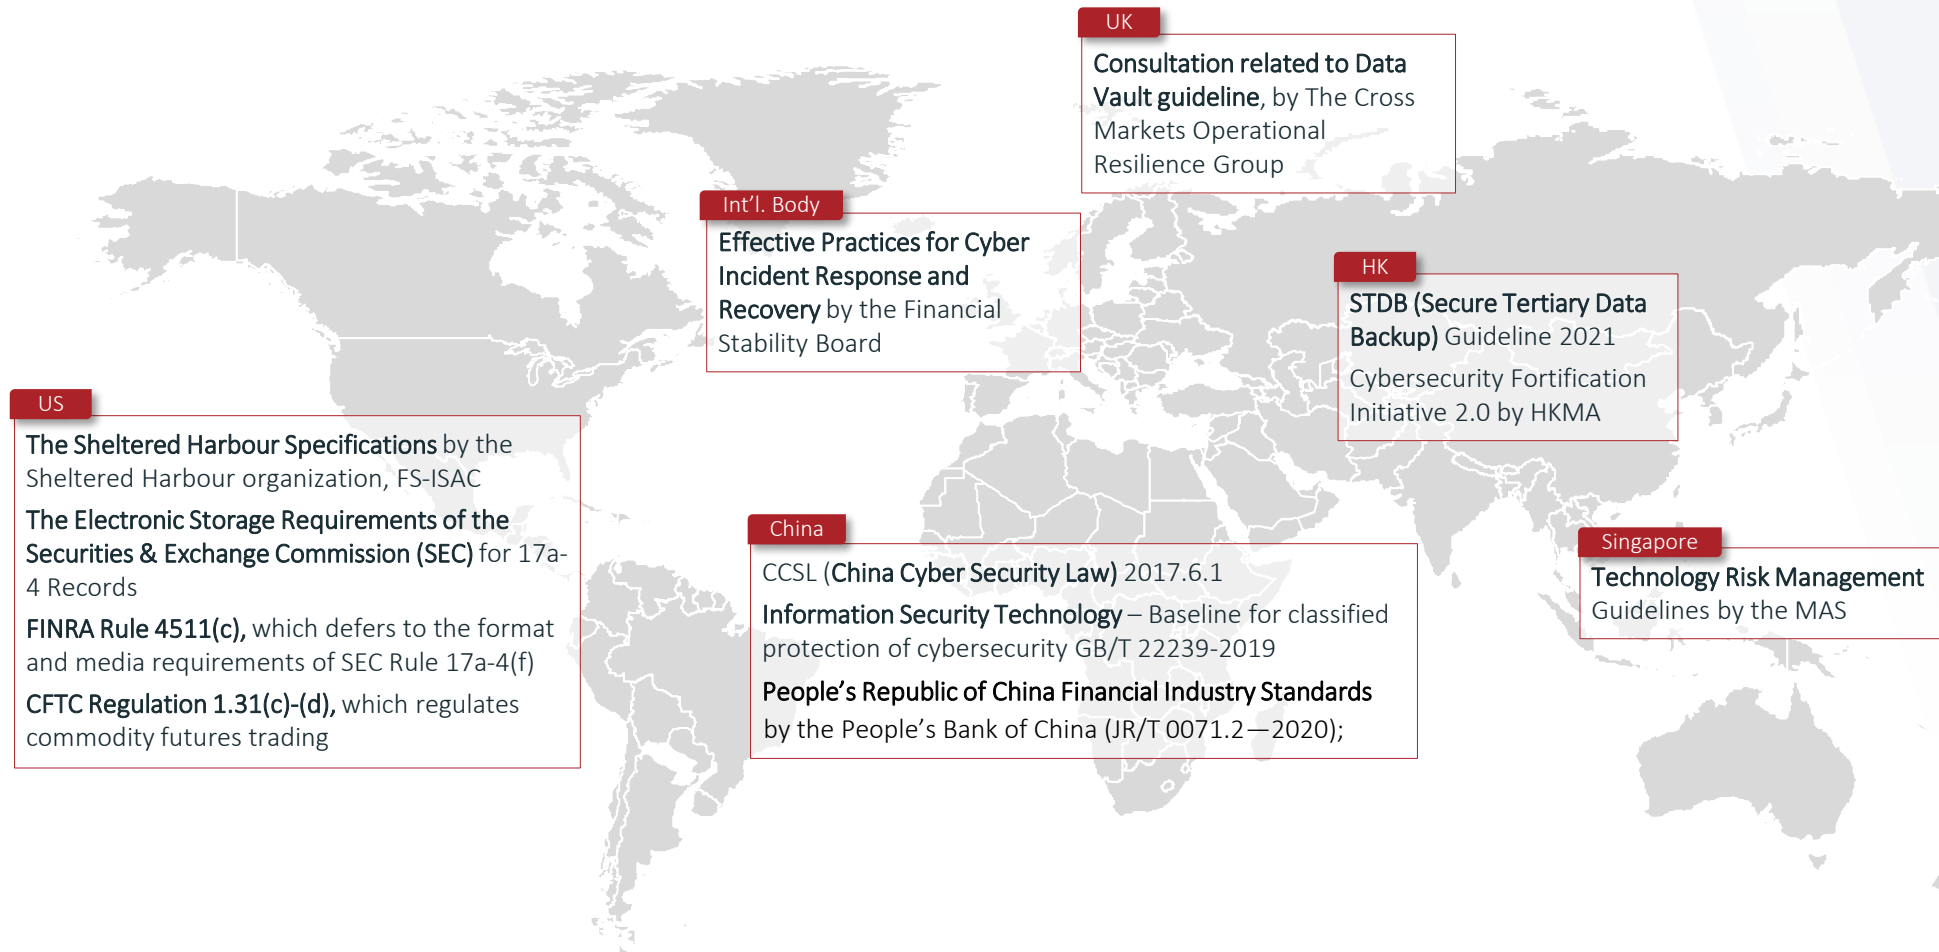 UK
Consultation related to Data
Vault guideline, by The Cross
Markets Operational
Resilience Group
Int'l. Body
Effective Practices for Cyber
Incident Response and
Recovery by the Financial
Stability Board
HK
STDB (Secure Tertiary Data
Backup) Guideline 2021
Cybersecurity Fortification
Initiative 2.0 by HKMA
US
The Sheltered Harbour Specifications by the
Sheltered Harbour organization, FS-ISAC
The Electronic Storage Requirements of the
Securities & Exchange Commission (SEC) for 17a-
4 Records
FINRA Rule 4511(c), which defers to the format
and media requirements of SEC Rule 17a-4(f)
CFTC Regulation 1.31(c)-(d), which regulates
commodity futures trading
China
CCSL (China Cyber Security Law) 2017.6.1
Information Security Technology – Baseline for classified
protection of cybersecurity GB/T 22239-2019
People's Republic of China Financial Industry Standards
by the People's Bank of China (JR/T 0071.2—2020);
Singapore
Technology Risk Management
Guidelines by the MAS